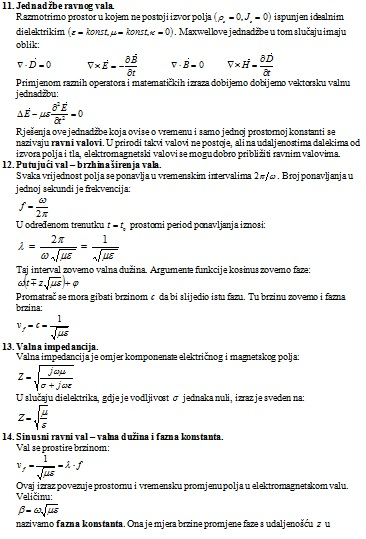 11. Jednadžbe ravnog vala.
Razmotrimo prostor u kojem ne postoji izvor polja (ρs = 0, Js = 0) ispunjen idealnim
dielektrikom (ε = konst, μ = konst, κ = 0). Maxwellove jednadžbe u tom slučaju imaju
oblik:
∇·D⃗ = 0   ∇×E⃗ = −∂B⃗/∂t   ∇·B⃗ = 0   ∇×H⃗ = ∂D⃗/∂t
Primjenom raznih operatora i matematičkih izraza dobijemo dobijemo vektorsku valnu
jednadžbu:
ΔE⃗ − με ∂²E⃗/∂t² = 0
Rješenja ove jednadžbe koja ovise o vremenu i samo jednoj prostornoj konstanti se
nazivaju ravni valovi. U prirodi takvi valovi ne postoje, ali na udaljenostima dalekima od
izvora polja i tla, elektromagnetski valovi se mogu dobro približiti ravnim valovima.
12. Putujući val – brzhina širenja vala.
Svaka vrijednost polja se ponavlja u vremenskim intervalima 2π/ω. Broj ponavljanja u
jednoj sekundi je frekvencija:
f = ω/2π
U određenom trenutku t = t₀ prostorni period ponavljanja iznosi:
λ = 2π/(ω√με) = 1/√με
Taj interval zovemo valna dužina. Argumente funkcije kosinus zovemo faze:
ω(t∓z√με)+φ
Promatrač se mora gibati brzinom c da bi slijedio istu fazu. Tu brzinu zovemo i fazna
brzina:
v_f = c = 1/√με
13. Valna impedancija.
Valna impedancija je omjer komponenate električnog i magnetskog polja:
Z = √(jωμ/(σ + jωε))
U slučaju dielektrika, gdje je vodljivost σ jednaka nuli, izraz je sveden na:
Z = √(μ/ε)
14. Sinusni ravni val – valna dužina i fazna konstanta.
Val se prostire brzinom:
v_f = 1/√με = λ·f
Ovaj izraz povezuje prostornu i vremensku promjenu polja u elektromagnetskom valu.
Veličinu:
β = ω√με
nazivamo fazna konstanta. Ona je mjera brzine promjene faze s udaljenošću z u